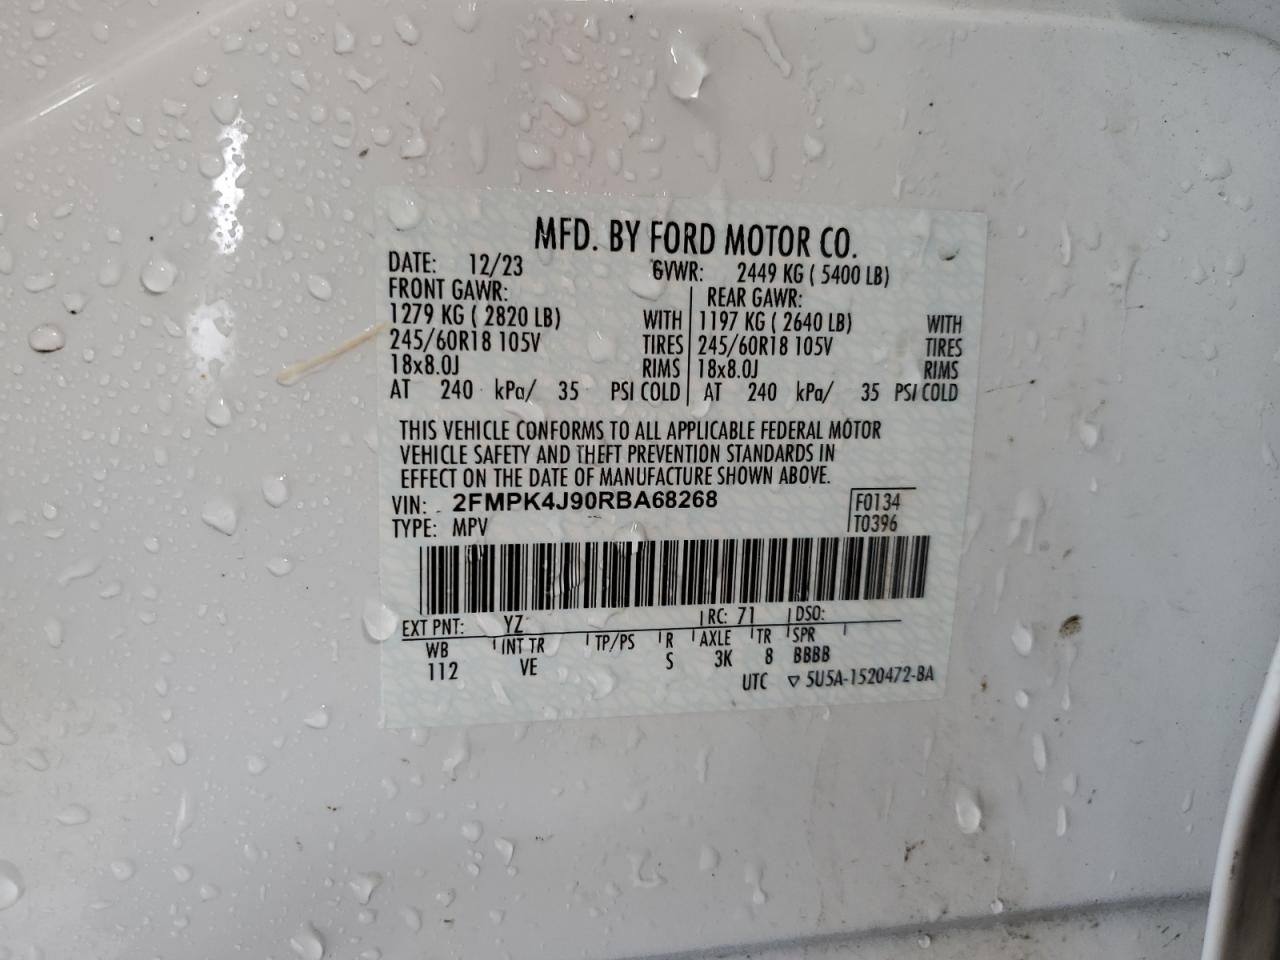 MFD. BY FORD MOTOR CO.
DATE: 12/23 GVWR: 2449 KG ( 5400 LB)
FRONT GAWR: REAR GAWR:
1279 KG ( 2820 LB) WITH 1197 KG ( 2640 LB) WITH
245/60R18 105V TIRES 245/60R18 105V TIRES
18x8.0J RIMS 18x8.0J RIMS
AT 240 kPa/ 35 PSI COLD AT 240 kPa/ 35 PSI COLD
THIS VEHICLE CONFORMS TO ALL APPLICABLE FEDERAL MOTOR
VEHICLE SAFETY AND THEFT PREVENTION STANDARDS IN
EFFECT ON THE DATE OF MANUFACTURE SHOWN ABOVE.
VIN: 2FMPK4J90RBA68268 F0134
TYPE: MPV T0396
EXT PNT: YZ RC: 71 DSO:
WB INT TR TP/PS R AXLE TR SPR
112 VE S 3K 8 BBBB
UTC ▽ 5U5A-1520472-BA